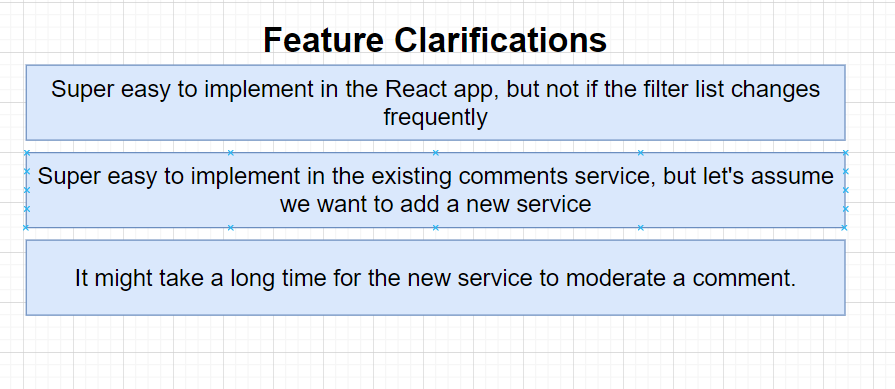 Feature Clarifications
Super easy to implement in the React app, but not if the filter list changes
frequently
Super easy to implement in the existing comments service, but let's assume
we want to add a new service
It might take a long time for the new service to moderate a comment.